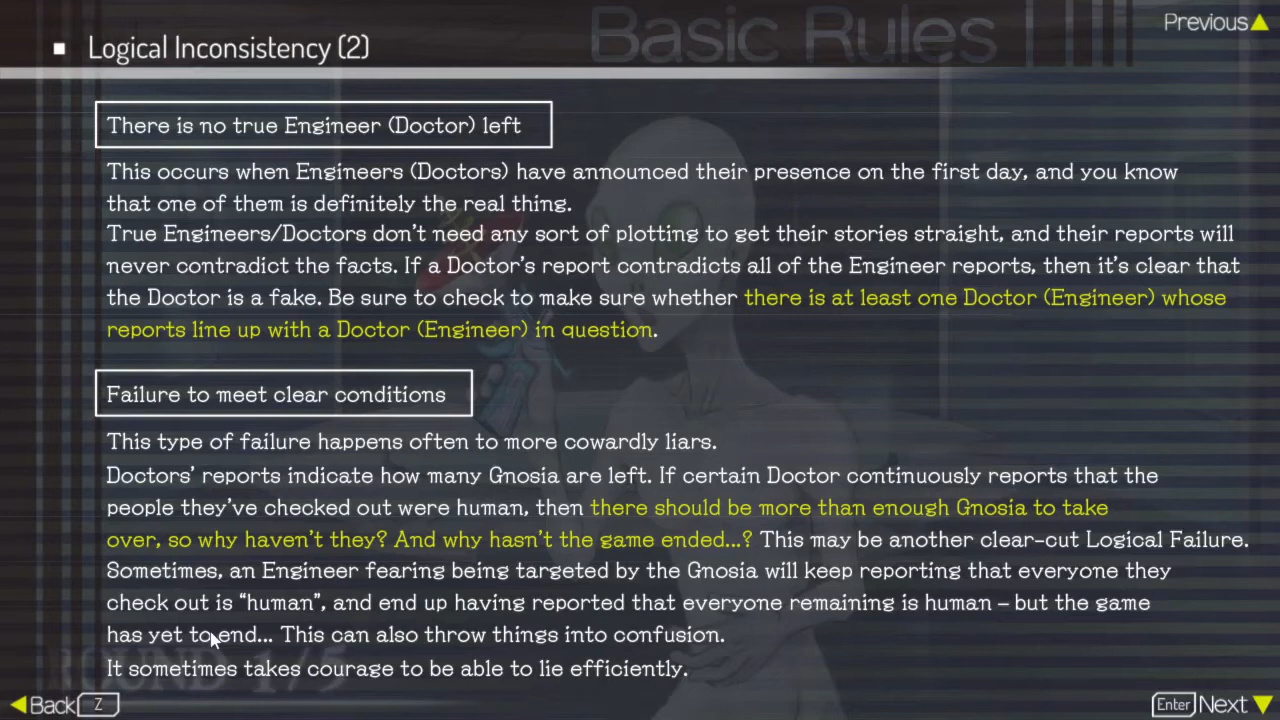 Basic Rules
Previous
Logical Inconsistency (2)
There is no true Engineer (Doctor) left
This occurs when Engineers (Doctors) have announced their presence on the first day, and you know
that one of them is definitely the real thing.
True Engineers/Doctors don't need any sort of plotting to get their stories straight, and their reports will
never contradict the facts. If a Doctor's report contradicts all of the Engineer reports, then it's clear that
the Doctor is a fake. Be sure to check to make sure whether there is at least one Doctor (Engineer) whose
reports line up with a Doctor (Engineer) in question.
Failure to meet clear conditions
This type of failure happens often to more cowardly liars.
Doctors' reports indicate how many Gnosia are left. If certain Doctor continuously reports that the
people they've checked out were human, then there should be more than enough Gnosia to take
over, so why haven't they? And why hasn't the game ended...? This may be another clear-cut Logical Failure.
Sometimes, an Engineer fearing being targeted by the Gnosia will keep reporting that everyone they
check out is "human", and end up having reported that everyone remaining is human – but the game
has yet to end... This can also throw things into confusion.
It sometimes takes courage to be able to lie efficiently.
ROUND 1/5
Back Z
Enter Next